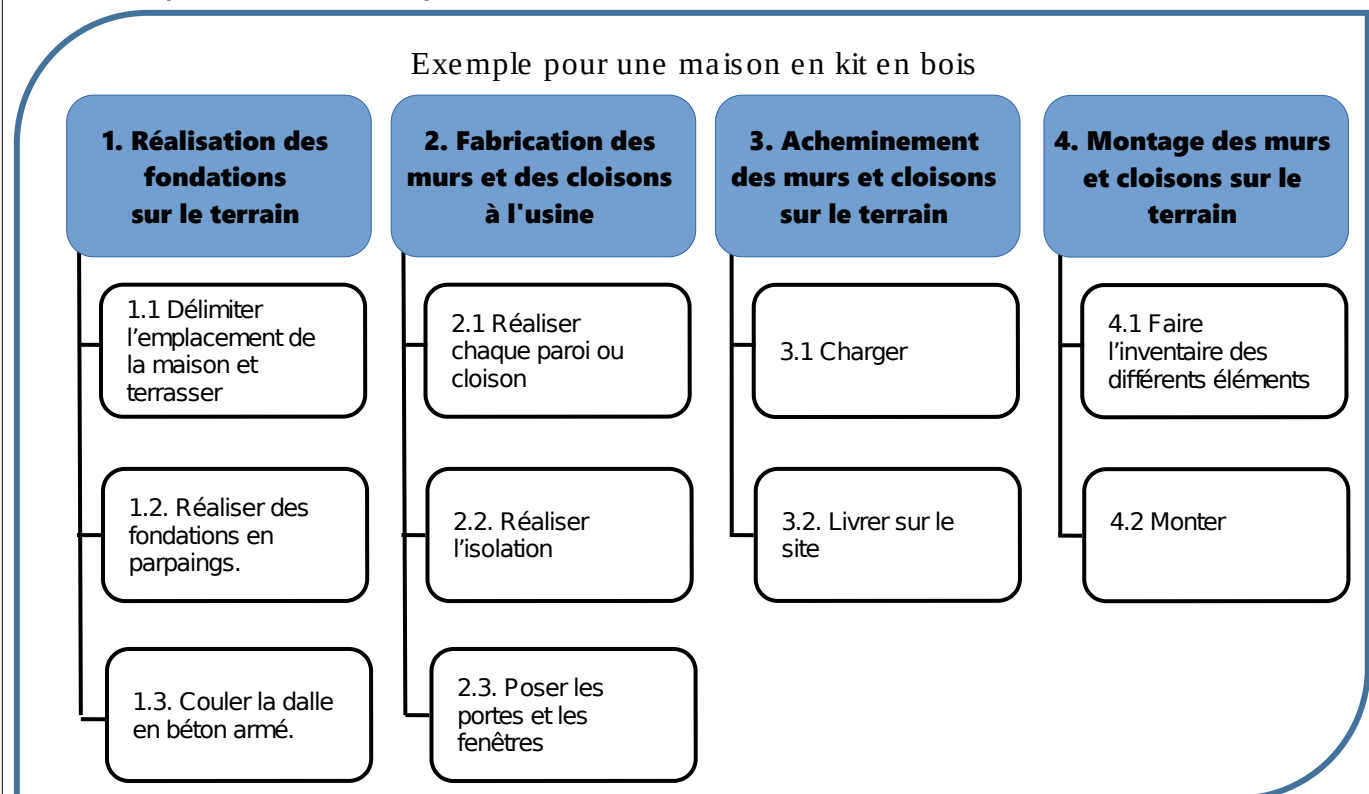 Exemple pour une maison en kit en bois
1. Réalisation des
fondations
sur le terrain
1.1 Délimiter
l’emplacement de
la maison et
terrasser
1.2. Réaliser des
fondations en
parpaings.
1.3. Couler la dalle
en béton armé.
2. Fabrication des
murs et des cloisons
à l'usine
2.1 Réaliser
chaque paroi ou
cloison
2.2. Réaliser
l’isolation
2.3. Poser les
portes et les
fenêtres
3. Acheminement
des murs et cloisons
sur le terrain
3.1 Charger
3.2. Livrer sur le
site
4. Montage des murs
et cloisons sur le
terrain
4.1 Faire
l’inventaire des
différents éléments
4.2 Monter